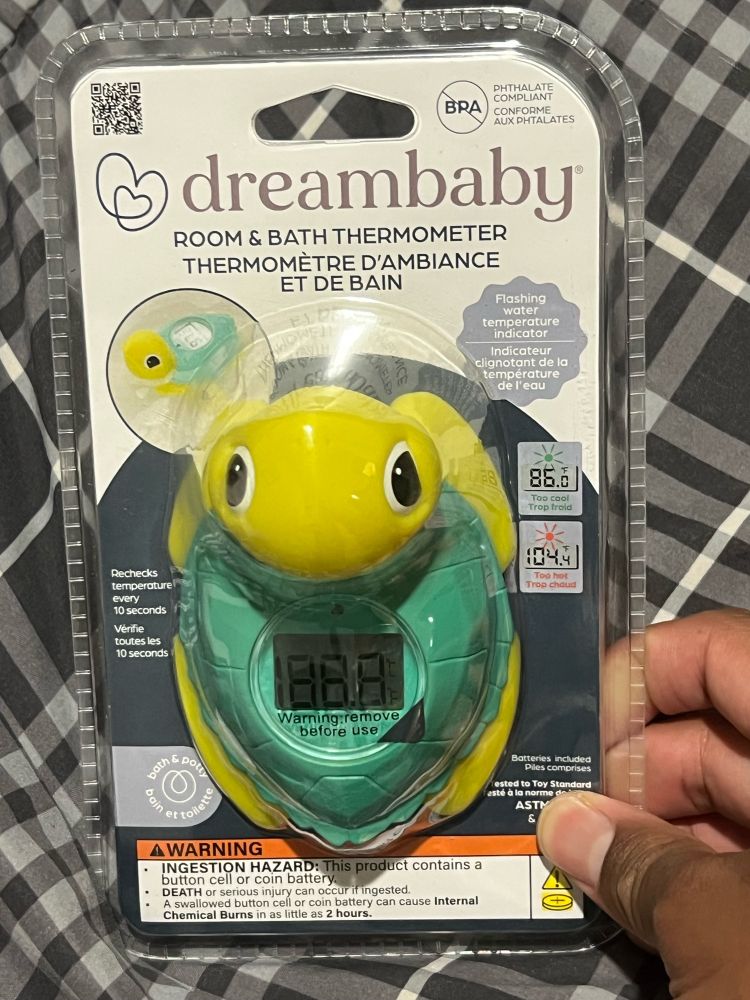 BPA
PHTHALATE
COMPLIANT
CONFORME
AUX PHTALATES
dreambaby®
ROOM & BATH THERMOMETER
THERMOMÈTRE D'AMBIANCE
ET DE BAIN
Flashing
water
temperature
indicator
Indicateur
clignotant de la
température
de l'eau
86.0 °F
Too cool
Trop froid
104.4 °F
Too hot
Trop chaud
Rechecks
temperature
every
10 seconds
Vérifie
toutes les
10 secondes
188.8
°F
Warning:remove
before use
bath & potty
bain et toilette
Batteries included
Piles comprises
ested to Toy Standard
esté à la norme de
ASTM
&
WARNING
• INGESTION HAZARD: This product contains a
button cell or coin battery.
• DEATH or serious injury can occur if ingested.
• A swallowed button cell or coin battery can cause Internal
Chemical Burns in as little as 2 hours.